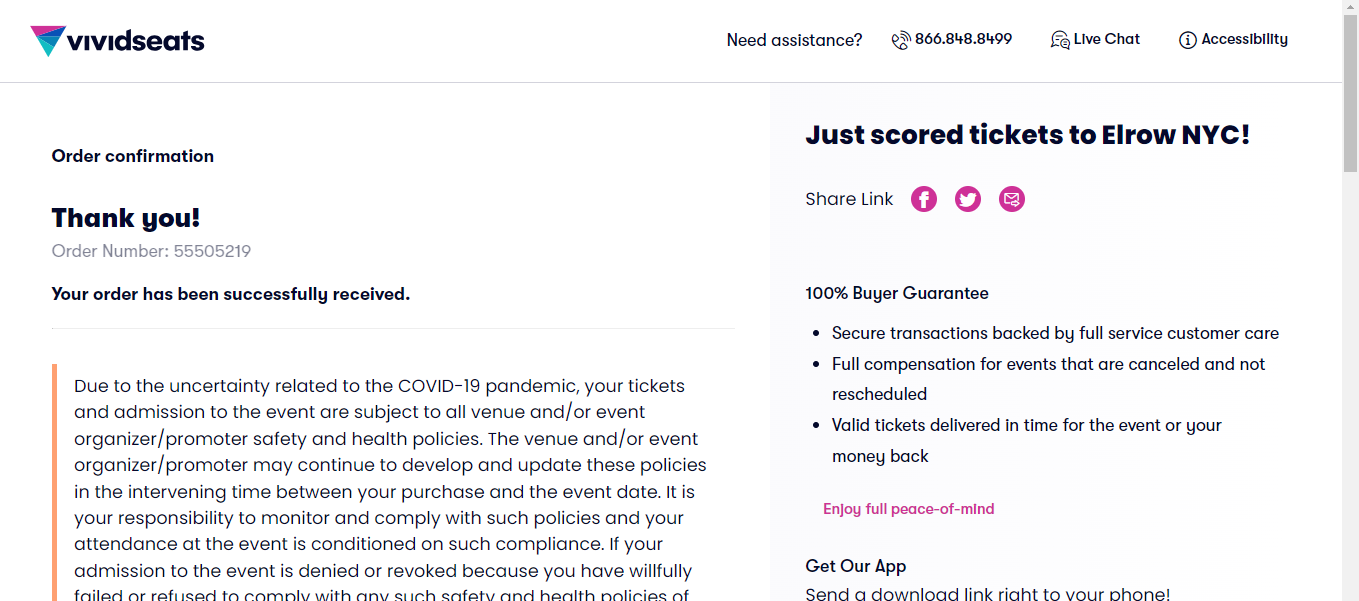 vividseats
Need assistance? 866.848.8499 Live Chat Accessibility
Order confirmation
Thank you!
Order Number: 55505219
Your order has been successfully received.
Due to the uncertainty related to the COVID-19 pandemic, your tickets
and admission to the event are subject to all venue and/or event
organizer/promoter safety and health policies. The venue and/or event
organizer/promoter may continue to develop and update these policies
in the intervening time between your purchase and the event date. It is
your responsibility to monitor and comply with such policies and your
attendance at the event is conditioned on such compliance. If your
admission to the event is denied or revoked because you have willfully
failed or refused to comply with any such safety and health policies of
Just scored tickets to Elrow NYC!
Share Link
100% Buyer Guarantee
• Secure transactions backed by full service customer care
• Full compensation for events that are canceled and not
rescheduled
• Valid tickets delivered in time for the event or your
money back
Enjoy full peace-of-mind
Get Our App
Send a download link right to your phone!